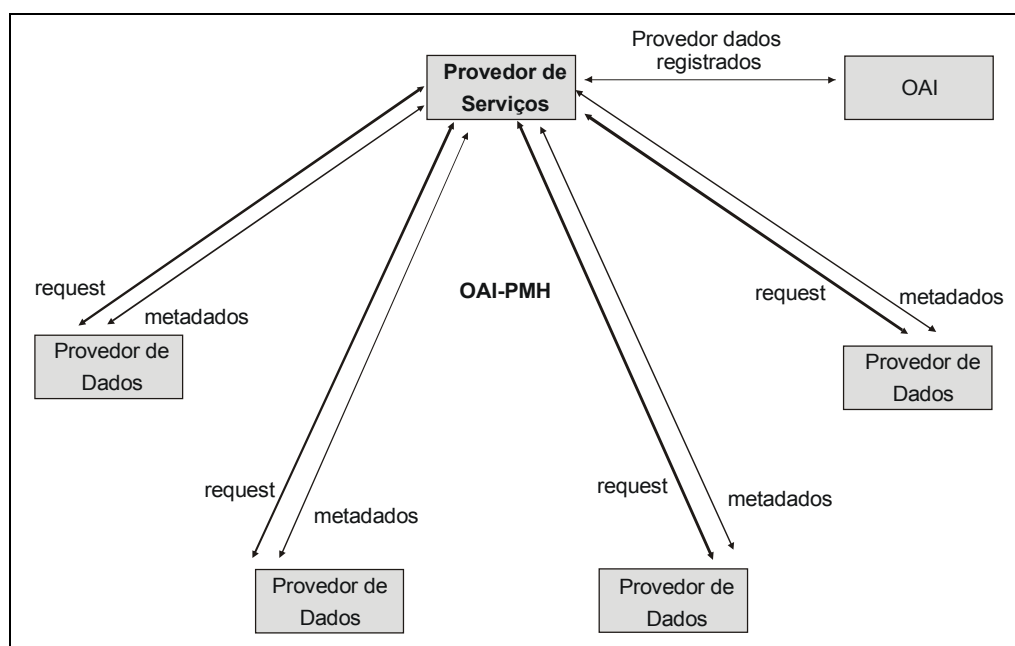 Provedor dados
registrados
Provedor de
Serviços
OAI
request
metadados
OAI-PMH
request
metadados
Provedor de
Dados
Provedor de
Dados
request
metadados
request
metadados
Provedor de
Dados
Provedor de
Dados